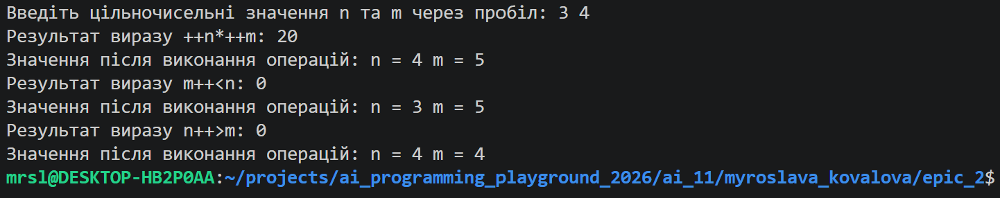 Введіть цільночисельні значення n та m через пробіл: 3 4
Результат виразу ++n*++m: 20
Значення після виконання операцій: n = 4 m = 5
Результат виразу m++<n: 0
Значення після виконання операцій: n = 3 m = 5
Результат виразу n++>m: 0
Значення після виконання операцій: n = 4 m = 4
mrsl@DESKTOP-HB2P0AA:~/projects/ai_programming_playground_2026/ai_11/myroslava_kovalova/epic_2$